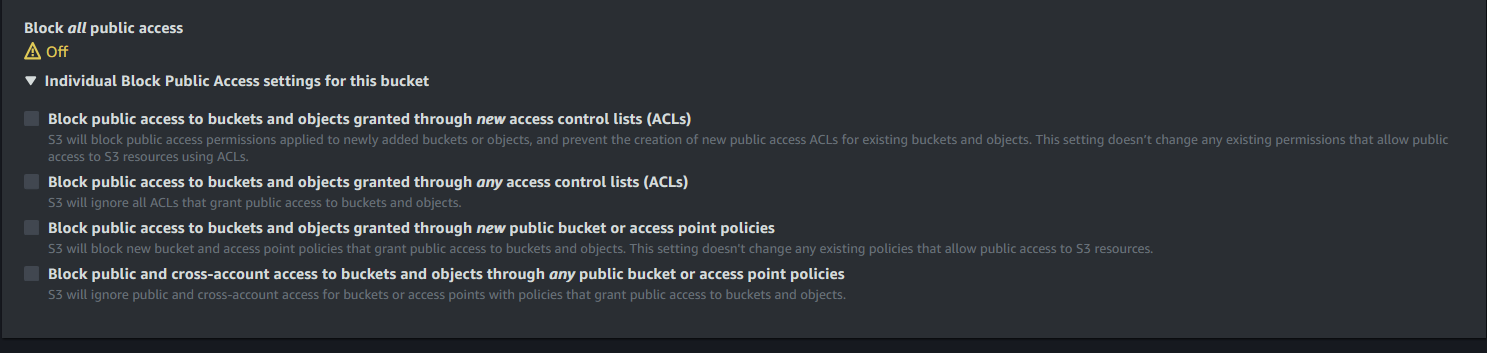 Block all public access
Off
Individual Block Public Access settings for this bucket
Block public access to buckets and objects granted through new access control lists (ACLs)
S3 will block public access permissions applied to newly added buckets or objects, and prevent the creation of new public access ACLs for existing buckets and objects. This setting doesn't change any existing permissions that allow public
access to S3 resources using ACLs.
Block public access to buckets and objects granted through any access control lists (ACLs)
S3 will ignore all ACLs that grant public access to buckets and objects.
Block public access to buckets and objects granted through new public bucket or access point policies
S3 will block new bucket and access point policies that grant public access to buckets and objects. This setting doesn't change any existing policies that allow public access to S3 resources.
Block public and cross-account access to buckets and objects through any public bucket or access point policies
S3 will ignore public and cross-account access for buckets or access points with policies that grant public access to buckets and objects.